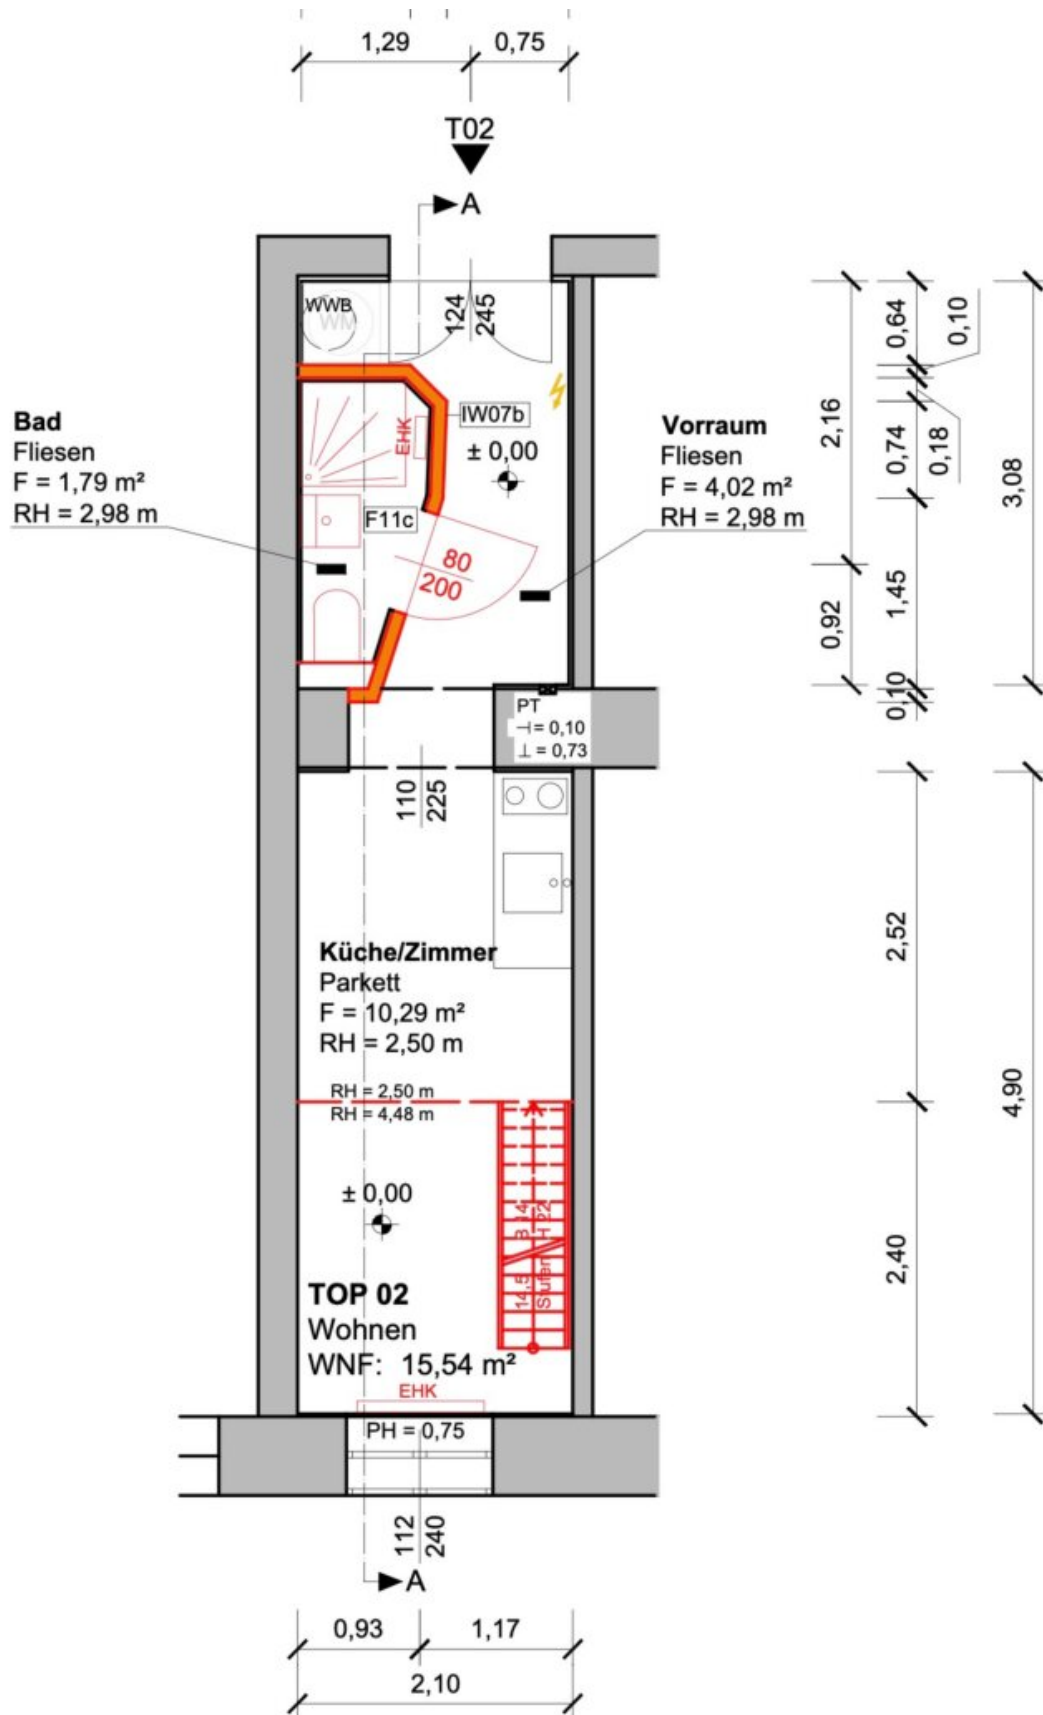 1,29
0,75
T02
A
WWB
WM
124
245
0,64
0,10
Bad
Fliesen
F = 1,79 m²
RH = 2,98 m
EHK
IW07b
± 0,00
Vorraum
Fliesen
F = 4,02 m²
RH = 2,98 m
2,16
0,74
0,18
3,08
F11c
80
200
0,92
1,45
0,10
PT
⊣= 0,10
⊥ = 0,73
110
225
2,52
Küche/Zimmer
Parkett
F = 10,29 m²
RH = 2,50 m
RH = 2,50 m
RH = 4,48 m
4,90
± 0,00
14,5 B 14
Stufen H 22
2,40
TOP 02
Wohnen
WNF: 15,54 m²
EHK
PH = 0,75
112
240
A
0,93
1,17
2,10